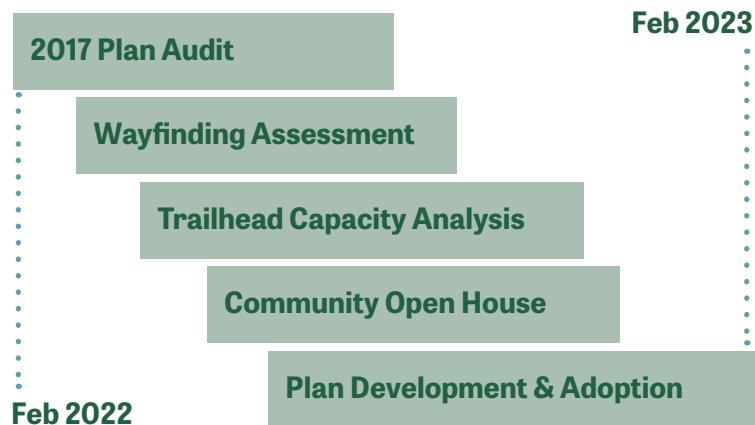 Feb 2023
2017 Plan Audit
Wayfinding Assessment
Trailhead Capacity Analysis
Community Open House
Plan Development & Adoption
Feb 2022